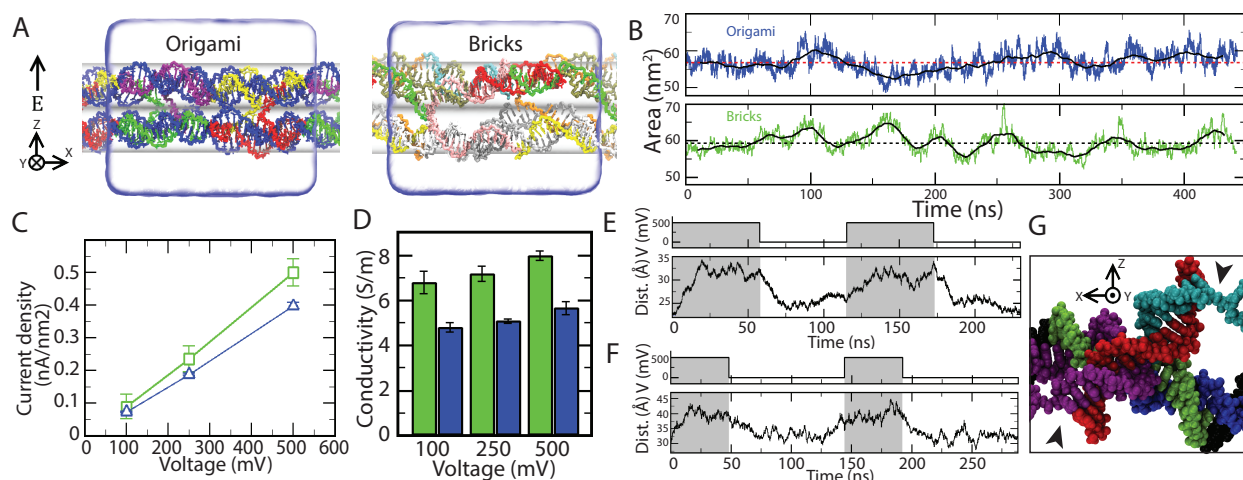 A
Origami
Bricks
E
Z
Y
X
B
Area (nm²)
70
60
50
Origami
70
60
50
Bricks
0
100
200
300
400
Time (ns)
C
Current density
(nA/nm2)
0.5
0.4
0.3
0.2
0.1
0
0
100
200
300
400
500
600
Voltage (mV)
D
Conductivity (S/m)
8
6
4
2
0
100
250
500
Voltage (mV)
E
V (mV)
500
0
Dist. (Å)
35
30
25
0
50
100
150
200
Time (ns)
F
V (mV)
500
0
Dist. (Å)
45
40
35
30
0
50
100
150
200
250
Time (ns)
G
Z
X
Y